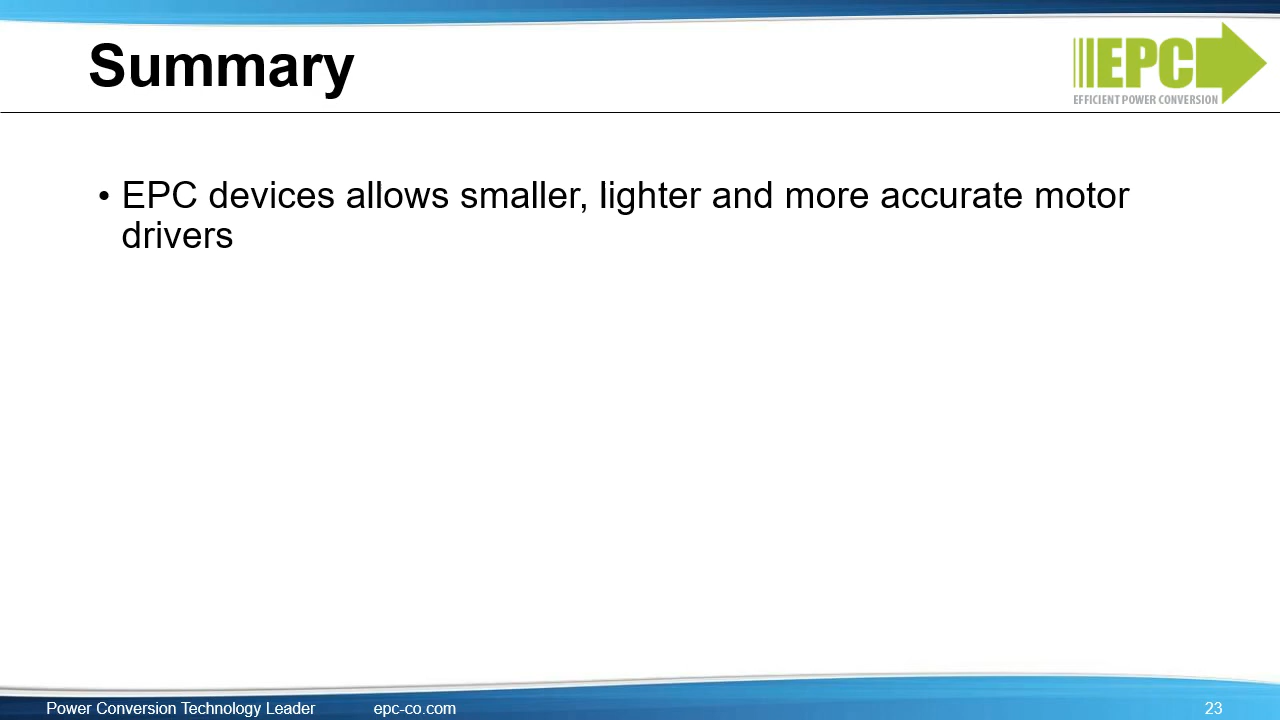 Summary
EPC
EFFICIENT POWER CONVERSION
• EPC devices allows smaller, lighter and more accurate motor
drivers
Power Conversion Technology Leader
epc-co.com
23